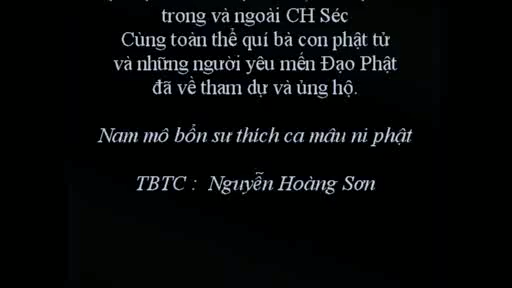 trong và ngoài CH Séc
Cùng toàn thể quí bà con phật tử
và những người yêu mến Đạo Phật
đã về tham dự và ủng hộ.
Nam mô bổn sư thích ca mâu ni phật
TBTC : Nguyễn Hoàng Sơn